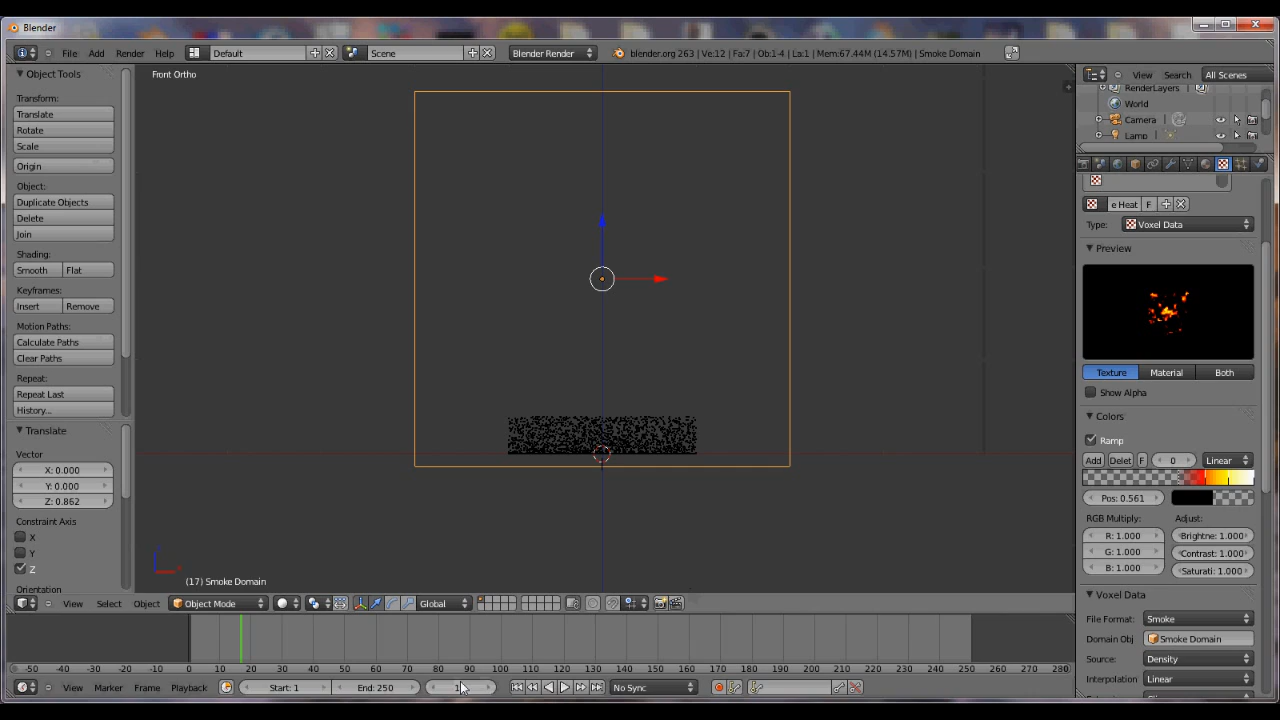 Blender
File Add Render Help Default Scene Blender Render blender.org 263 | Ve:12 | Fa:7 | Ob:1-4 | La:1 | Mem:67.44M (14.57M) | Smoke Domain
Object Tools
Transform:
Translate
Rotate
Scale
Origin
Object:
Duplicate Objects
Delete
Join
Shading:
Smooth Flat
Keyframes:
Insert Remove
Motion Paths:
Calculate Paths
Clear Paths
Repeat:
Repeat Last
History...
Translate
Vector
X: 0.000
Y: 0.000
Z: 0.862
Constraint Axis
X
Y
Z
Orientation
Front Ortho
(17) Smoke Domain
View Select Object Object Mode Global
-50 -40 -30 -20 -10 0 10 20 30 40 50 60 70 80 90 100 110 120 130 140 150 160 170 180 190 200 210 220 230 240 250 260 270 280
View Marker Frame Playback Start: 1 End: 250 No Sync
View Search All Scenes
RenderLayers
World
Camera
Lamp
e Heat F
Type: Voxel Data
Preview
Texture Material Both
Show Alpha
Colors
Ramp
Add Delet F 0 Linear
Pos: 0.561
RGB Multiply: Adjust:
R: 1.000 Brightne: 1.000
G: 1.000 Contrast: 1.000
B: 1.000 Saturati: 1.000
Voxel Data
File Format: Smoke
Domain Obj Smoke Domain
Source: Density
Interpolation Linear